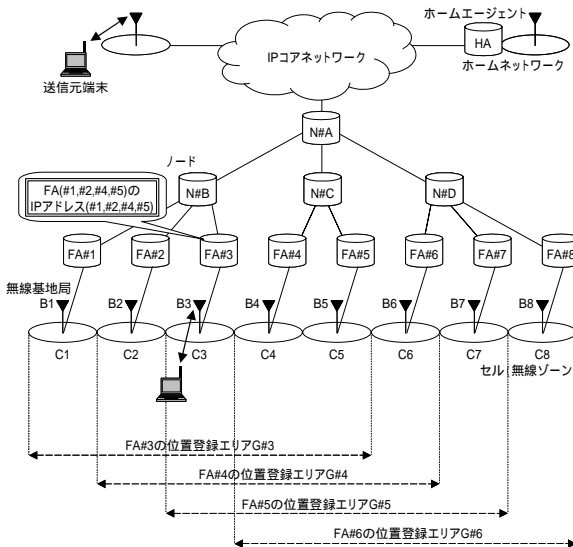 ホームエージェント
HA
ホームネットワーク
IPコアネットワーク
送信元端末
N#A
ノード
N#B
N#C
N#D
FA(#1,#2,#4,#5)の
IPアドレス(#1,#2,#4,#5)
FA#1
FA#2
FA#3
FA#4
FA#5
FA#6
FA#7
FA#8
無線基地局
B1
B2
B3
B4
B5
B6
B7
B8
C1
C2
C3
C4
C5
C6
C7
C8
セル(無線ゾーン)
FA#3の位置登録エリアG#3
FA#4の位置登録エリアG#4
FA#5の位置登録エリアG#5
FA#6の位置登録エリアG#6